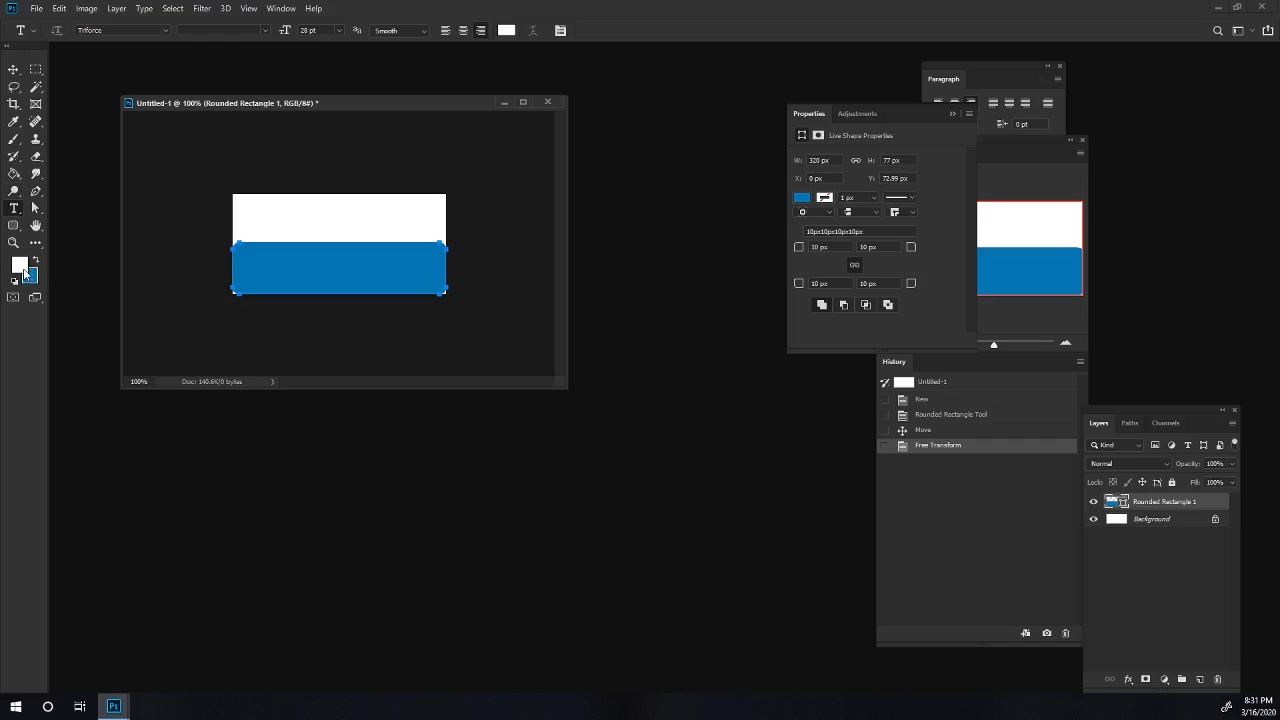 Ps File Edit Image Layer Type Select Filter 3D View Window Help
T Triforce 28 pt Smooth
Ps Untitled-1 @ 100% (Rounded Rectangle 1, RGB/8#) *
100% Doc: 140.6K/0 bytes
Paragraph
0 pt
Properties Adjustments
Live Shape Properties
W: 320 px H: 77 px
X: 0 px Y: 72.99 px
1 px
10px10px10px10px
10 px 10 px
10 px 10 px
History
Untitled-1
New
Rounded Rectangle Tool
Move
Free Transform
Layers Paths Channels
Kind
Normal Opacity: 100%
Lock: Fill: 100%
Rounded Rectangle 1
Background
Ps
8:31 PM
3/16/2020